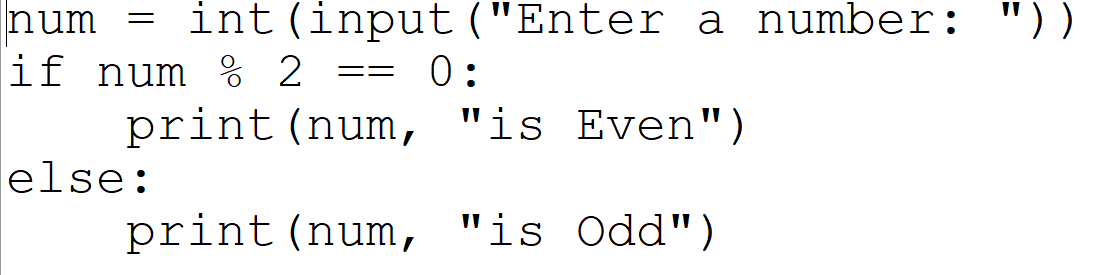 num = int(input("Enter a number: "))
if num % 2 == 0:
    print(num, "is Even")
else:
    print(num, "is Odd")